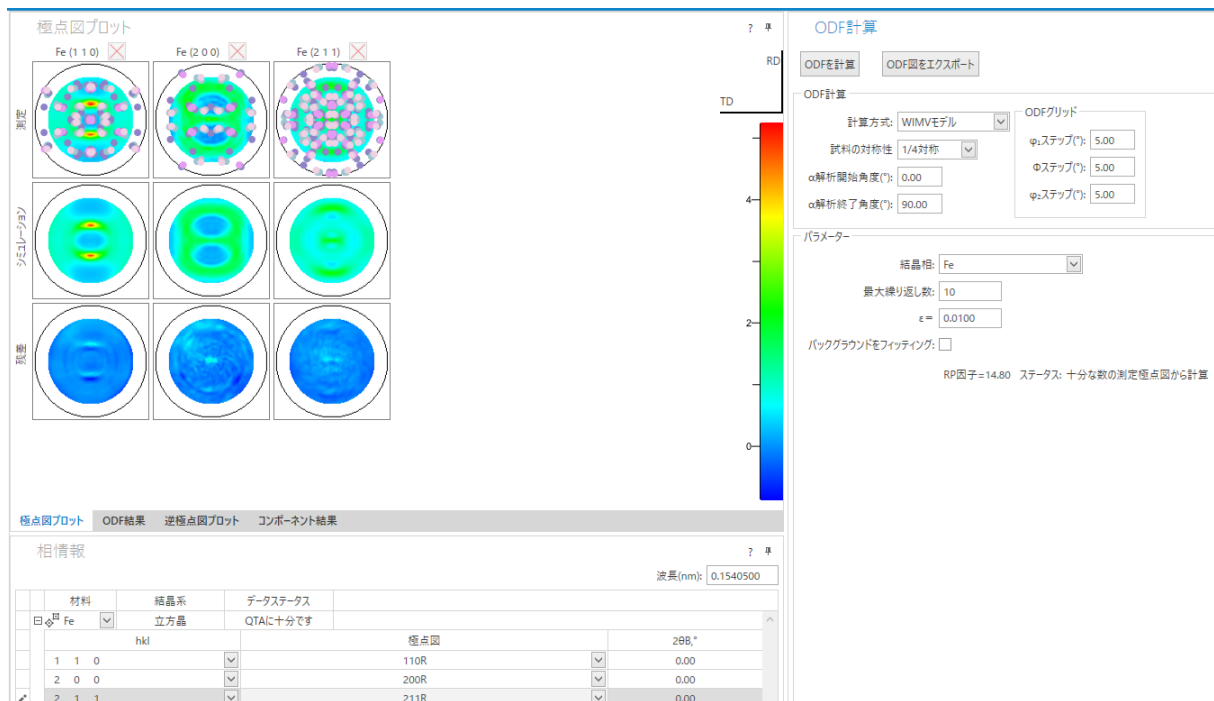 極点図プロット
? 
Fe (1 1 0)
Fe (2 0 0)
Fe (2 1 1)
RD
TD
測定
シミュレーション
残差
4
2
0
極点図プロット ODF結果 逆極点図プロット コンポーネント結果
相情報
?
波長(nm): 0.1540500
材料 結晶系 データステータス
Fe 立方晶 QTAに十分です
hkl 極点図 2θB,°
1 1 0 110R 0.00
2 0 0 200R 0.00
2 1 1 211R 0.00
ODF計算
ODFを計算 ODF図をエクスポート
ODF計算
計算方式: WIMVモデル
試料の対称性 1/4対称
α解析開始角度(°): 0.00
α解析終了角度(°): 90.00
ODFグリッド
φ₁ステップ(°): 5.00
Φステップ(°): 5.00
φ₂ステップ(°): 5.00
パラメーター
結晶相: Fe
最大繰り返し数: 10
ε= 0.0100
バックグラウンドをフィッティング:
RP因子=14.80 ステータス: 十分な数の測定極点図から計算